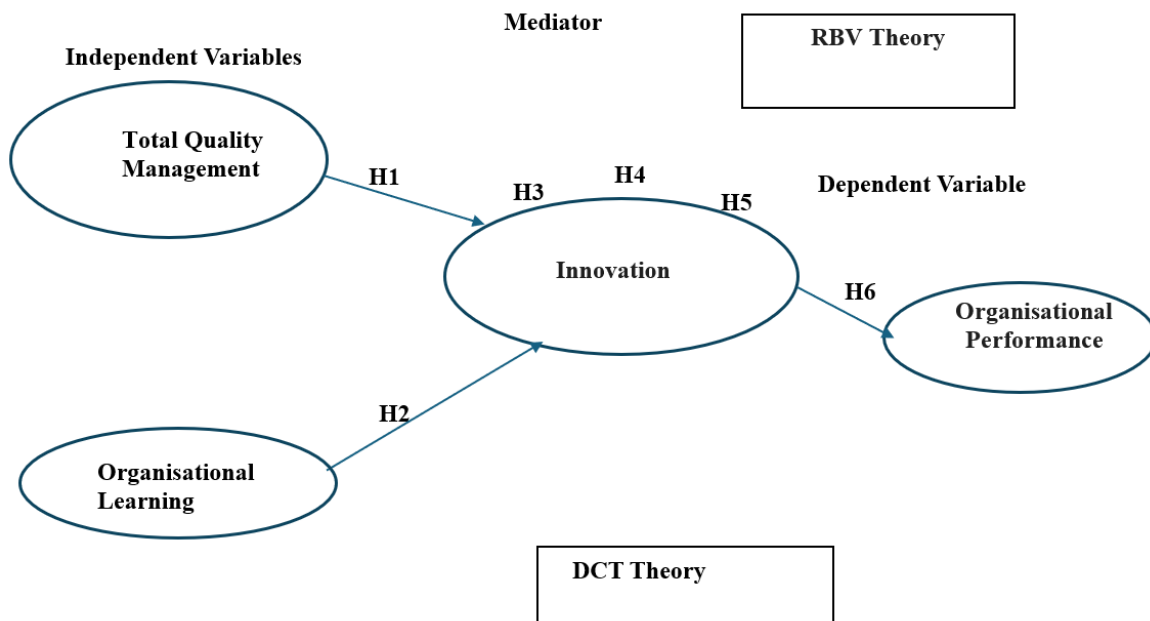 Mediator
RBV Theory
Independent Variables
Total Quality
Management
H1
H3
H4
H5
Dependent Variable
Innovation
H6
Organisational
Performance
H2
Organisational
Learning
DCT Theory